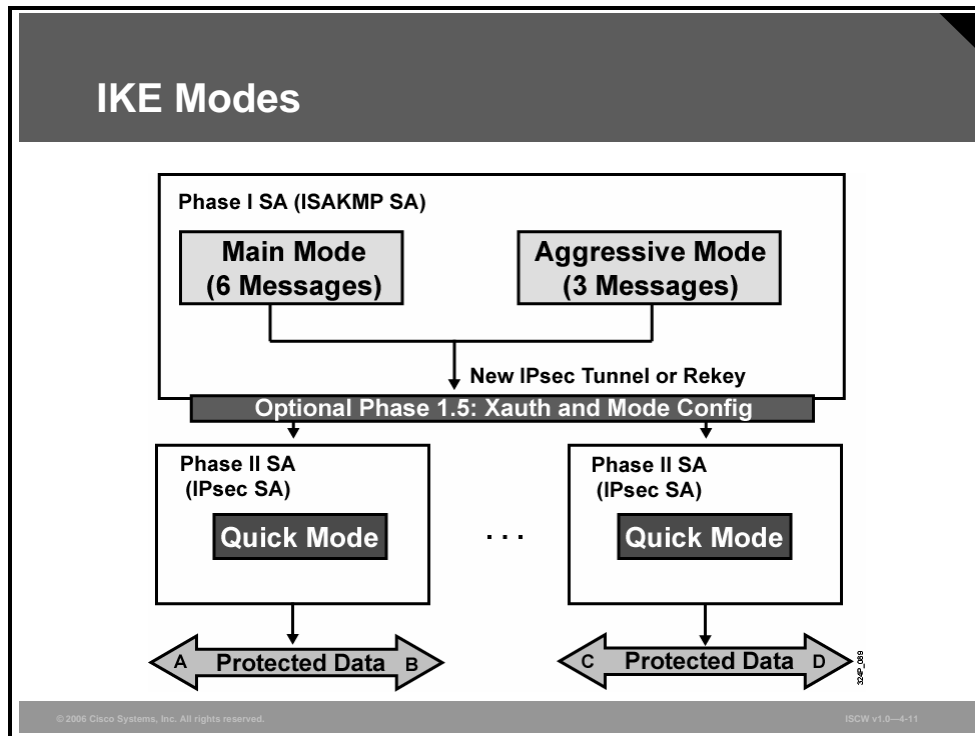 IKE Modes
Phase I SA (ISAKMP SA)
Main Mode
(6 Messages)
Aggressive Mode
(3 Messages)
New IPsec Tunnel or Rekey
Optional Phase 1.5: Xauth and Mode Config
Phase II SA
(IPsec SA)
Quick Mode
. . .
Phase II SA
(IPsec SA)
Quick Mode
A Protected Data B
C Protected Data D
324P_089
© 2006 Cisco Systems, Inc. All rights reserved.
ISCW v1.0—4-11